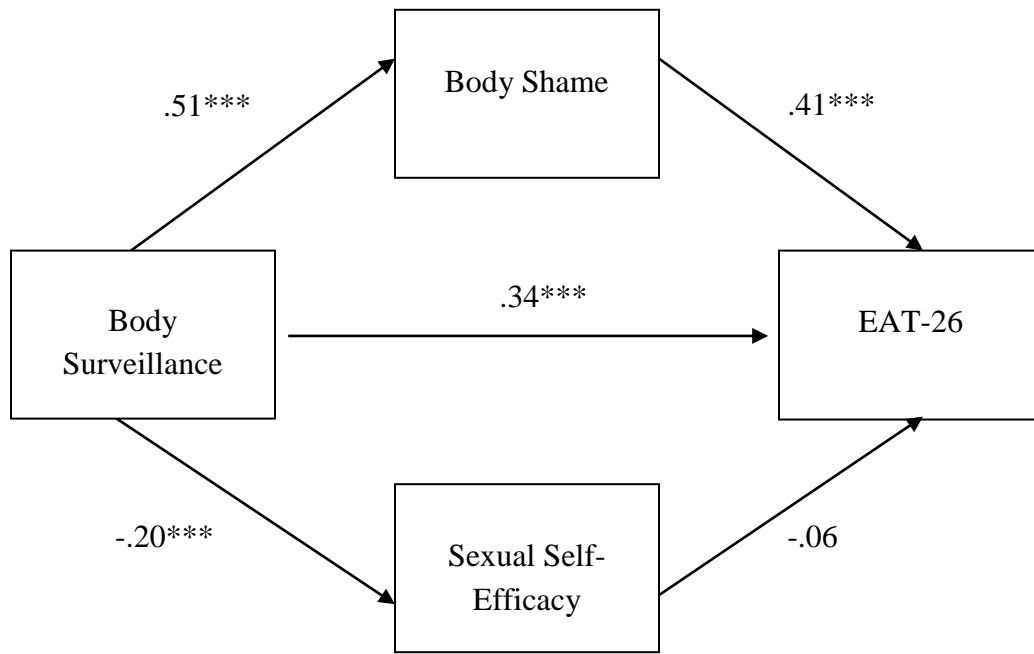 Body Shame
.51***
.41***
.34***
Body
Surveillance
EAT-26
-.20***
-.06
Sexual Self-
Efficacy